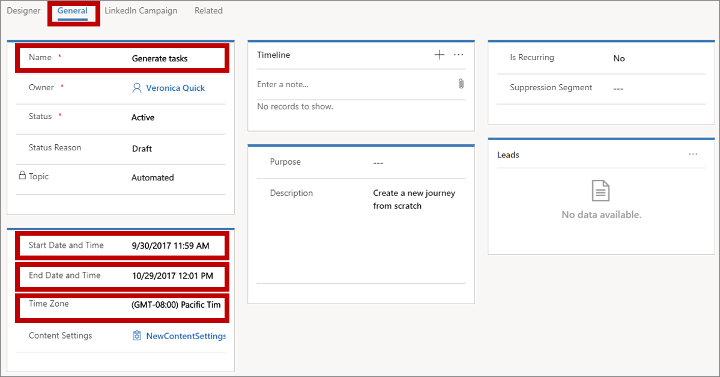 Designer General LinkedIn Campaign Related
Name * Generate tasks
Owner * Veronica Quick
Status * Active
Status Reason Draft
Topic Automated
Start Date and Time 9/30/2017 11:59 AM
End Date and Time 10/29/2017 12:01 PM
Time Zone (GMT-08:00) Pacific Tim
Content Settings NewContentSettings
Timeline
Enter a note...
No records to show.
Purpose ---
Description Create a new journey
from scratch
Is Recurring No
Suppression Segment ---
Leads
No data available.